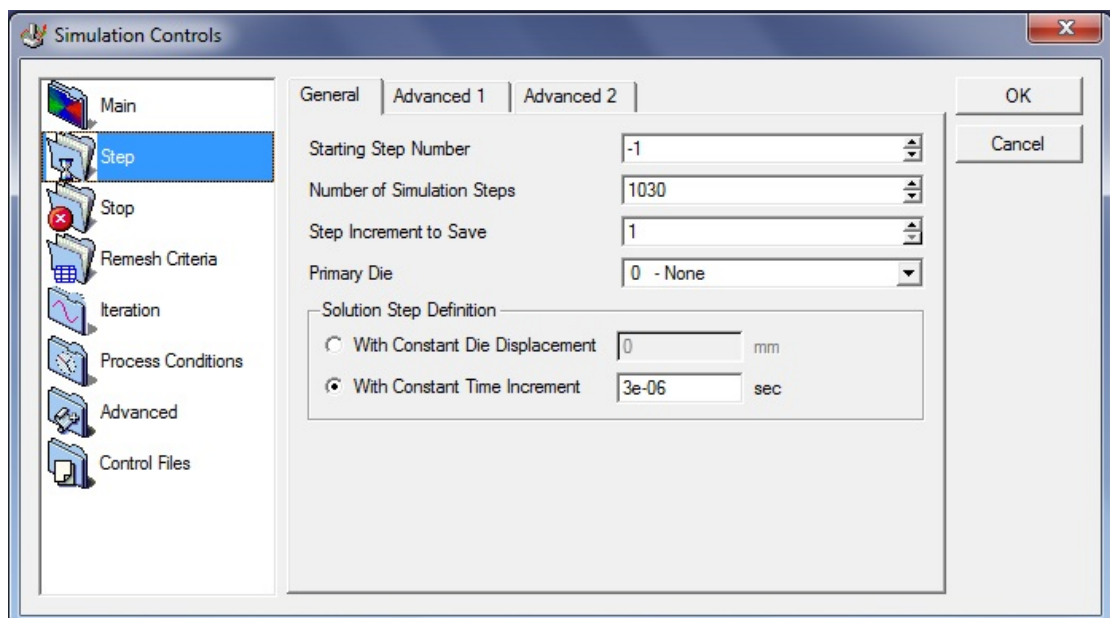 Simulation Controls
Main
Step
Stop
Remesh Criteria
Iteration
Process Conditions
Advanced
Control Files
General
Advanced 1
Advanced 2
Starting Step Number
-1
Number of Simulation Steps
1030
Step Increment to Save
1
Primary Die
0 - None
Solution Step Definition
With Constant Die Displacement
0
mm
With Constant Time Increment
3e-06
sec
OK
Cancel